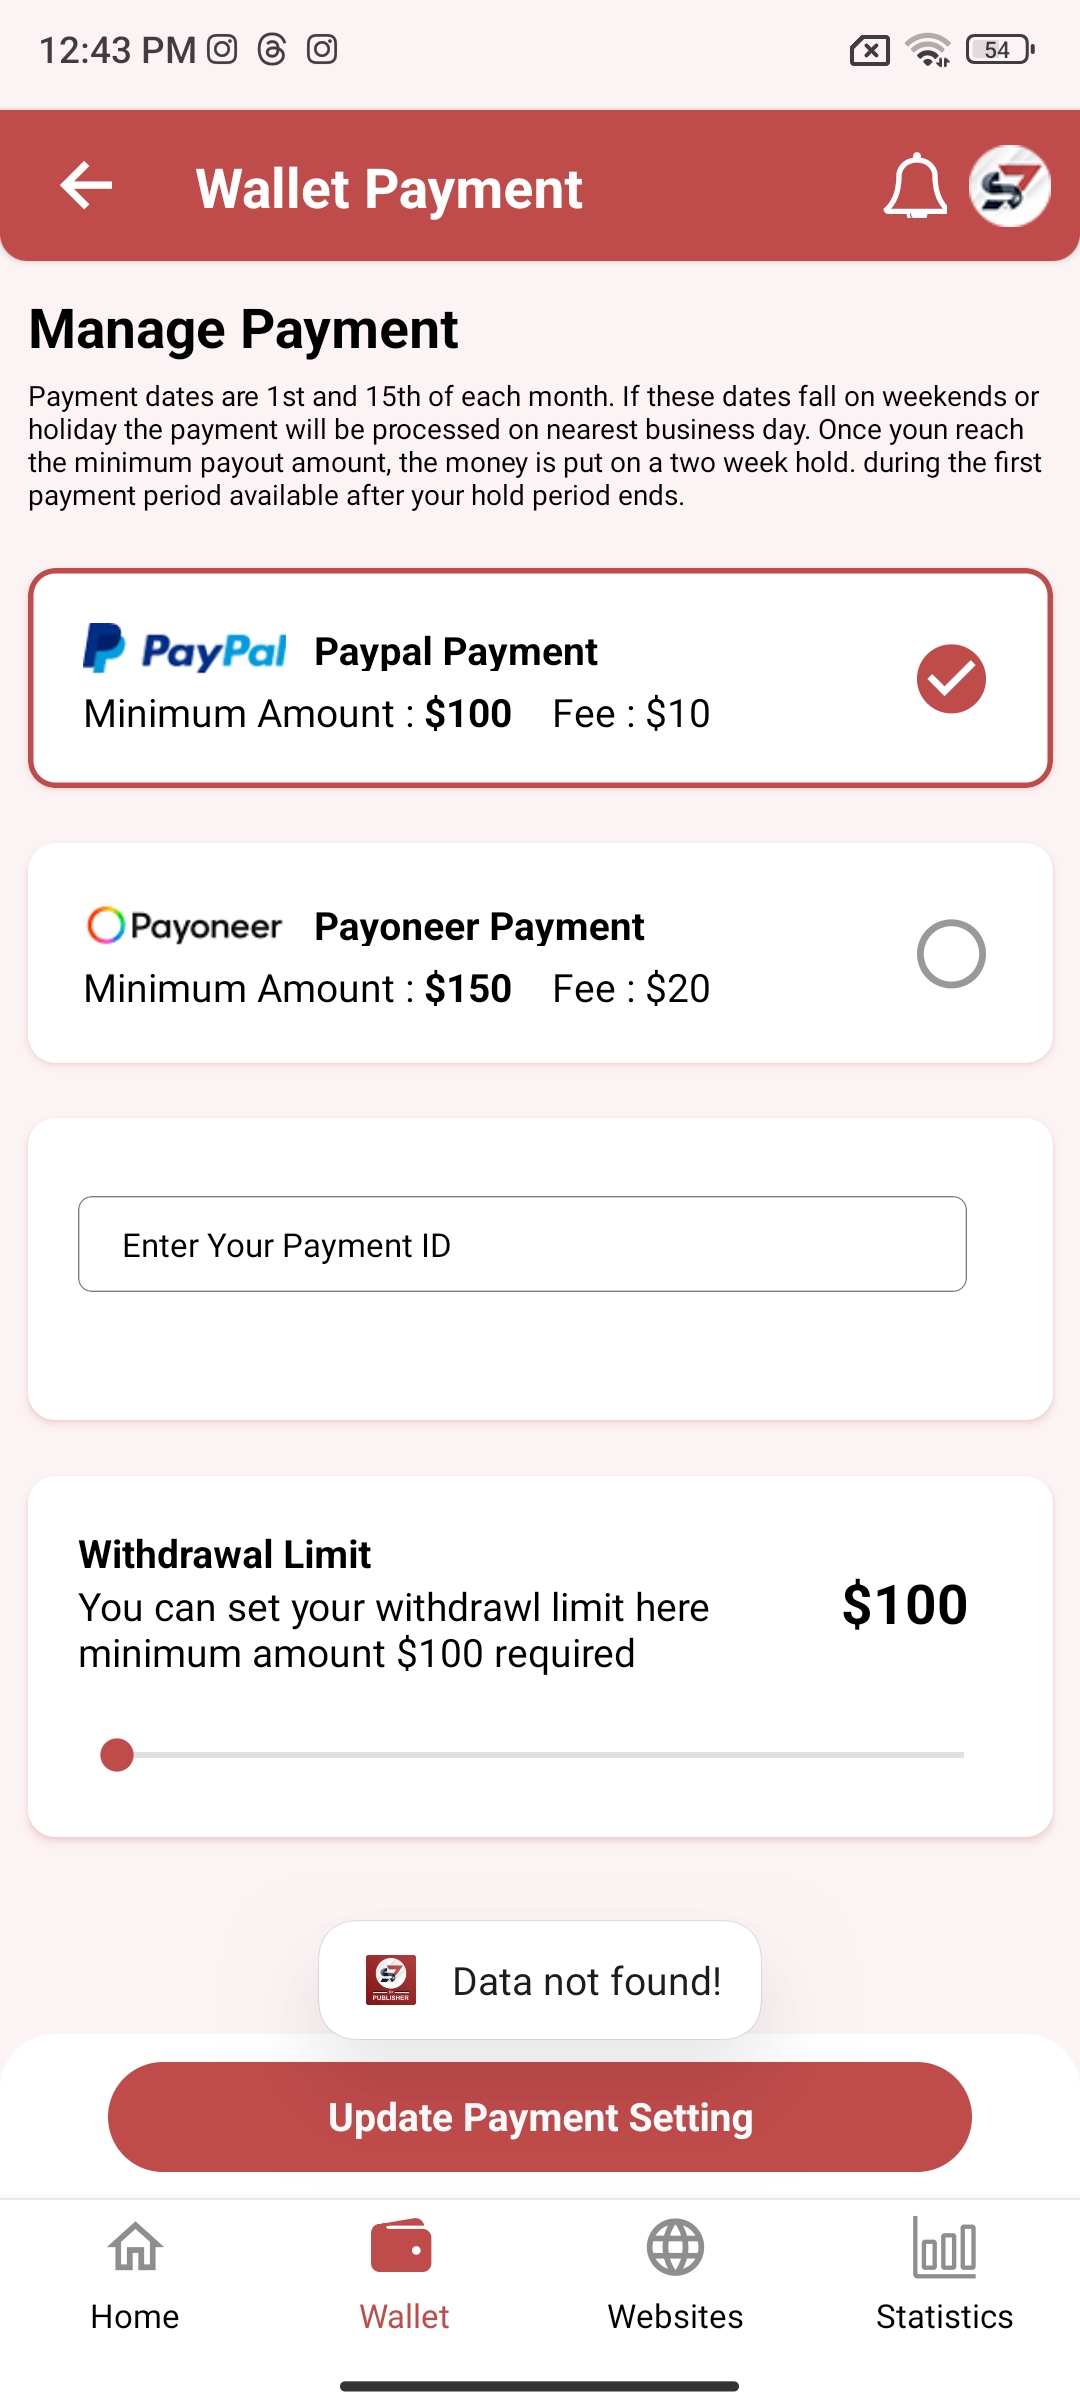 12:43 PM
54
Wallet Payment
Manage Payment
Payment dates are 1st and 15th of each month. If these dates fall on weekends or
holiday the payment will be processed on nearest business day. Once youn reach
the minimum payout amount, the money is put on a two week hold. during the first
payment period available after your hold period ends.
PayPal Paypal Payment
Minimum Amount : $100 Fee : $10
Payoneer Payoneer Payment
Minimum Amount : $150 Fee : $20
Enter Your Payment ID
Withdrawal Limit
You can set your withdrawl limit here
minimum amount $100 required
$100
PUBLISHER
Data not found!
Update Payment Setting
Home
Wallet
Websites
Statistics